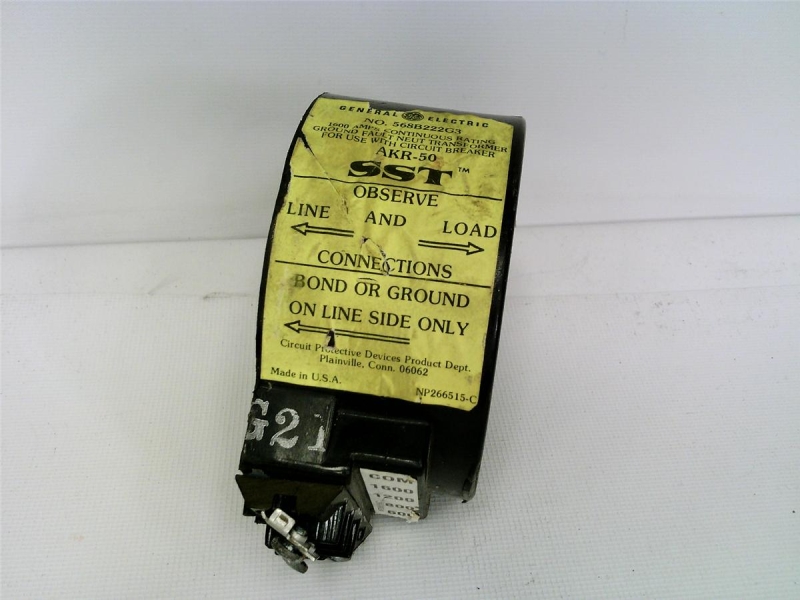 GENERAL ELECTRIC
NO. 568B222G3
1600 AMPS CONTINUOUS RATING
GROUND FAULT NEUT TRANSFORMER
FOR USE WITH CIRCUIT BREAKER
AKR-50
SST™
OBSERVE
LINE AND LOAD
CONNECTIONS
BOND OR GROUND
ON LINE SIDE ONLY
Circuit Protective Devices Product Dept.
Plainville, Conn. 06062
Made in U.S.A.
NP266515-C
G21
COM
1600
1200
800